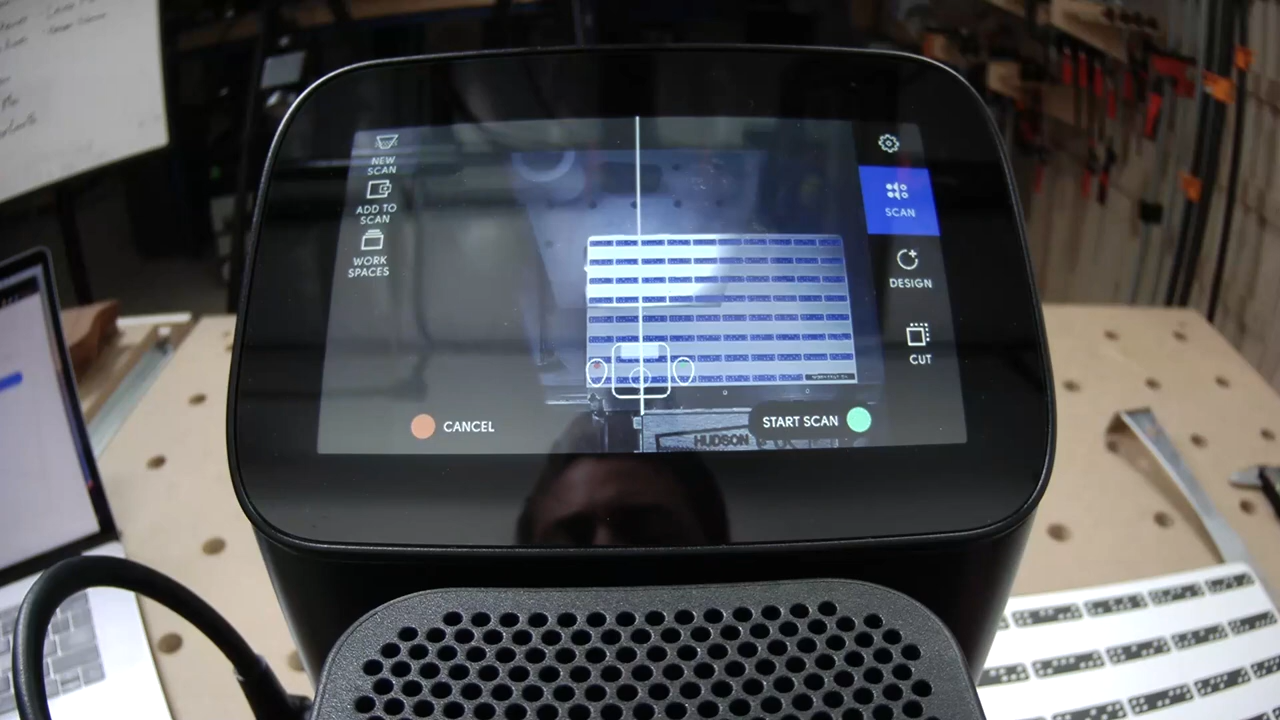 NEW
SCAN
ADD TO
SCAN
WORK
SPACES
SCAN
DESIGN
CUT
CANCEL
START SCAN
HUDSON